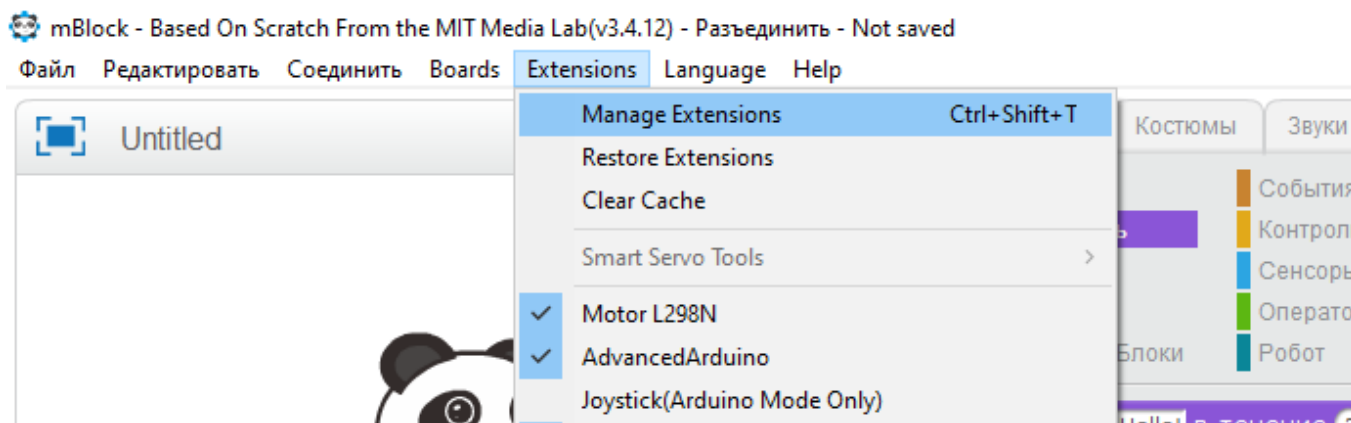 mBlock - Based On Scratch From the MIT Media Lab(v3.4.12) - Разъединить - Not saved
Файл Редактировать Соединить Boards Extensions Language Help
Manage Extensions Ctrl+Shift+T
Untitled
Костюмы Звуки
Restore Extensions
Clear Cache
События
Контрол
Smart Servo Tools
Сенсоры
Motor L298N
Операто
AdvancedArduino
Блоки Робот
Joystick(Arduino Mode Only)